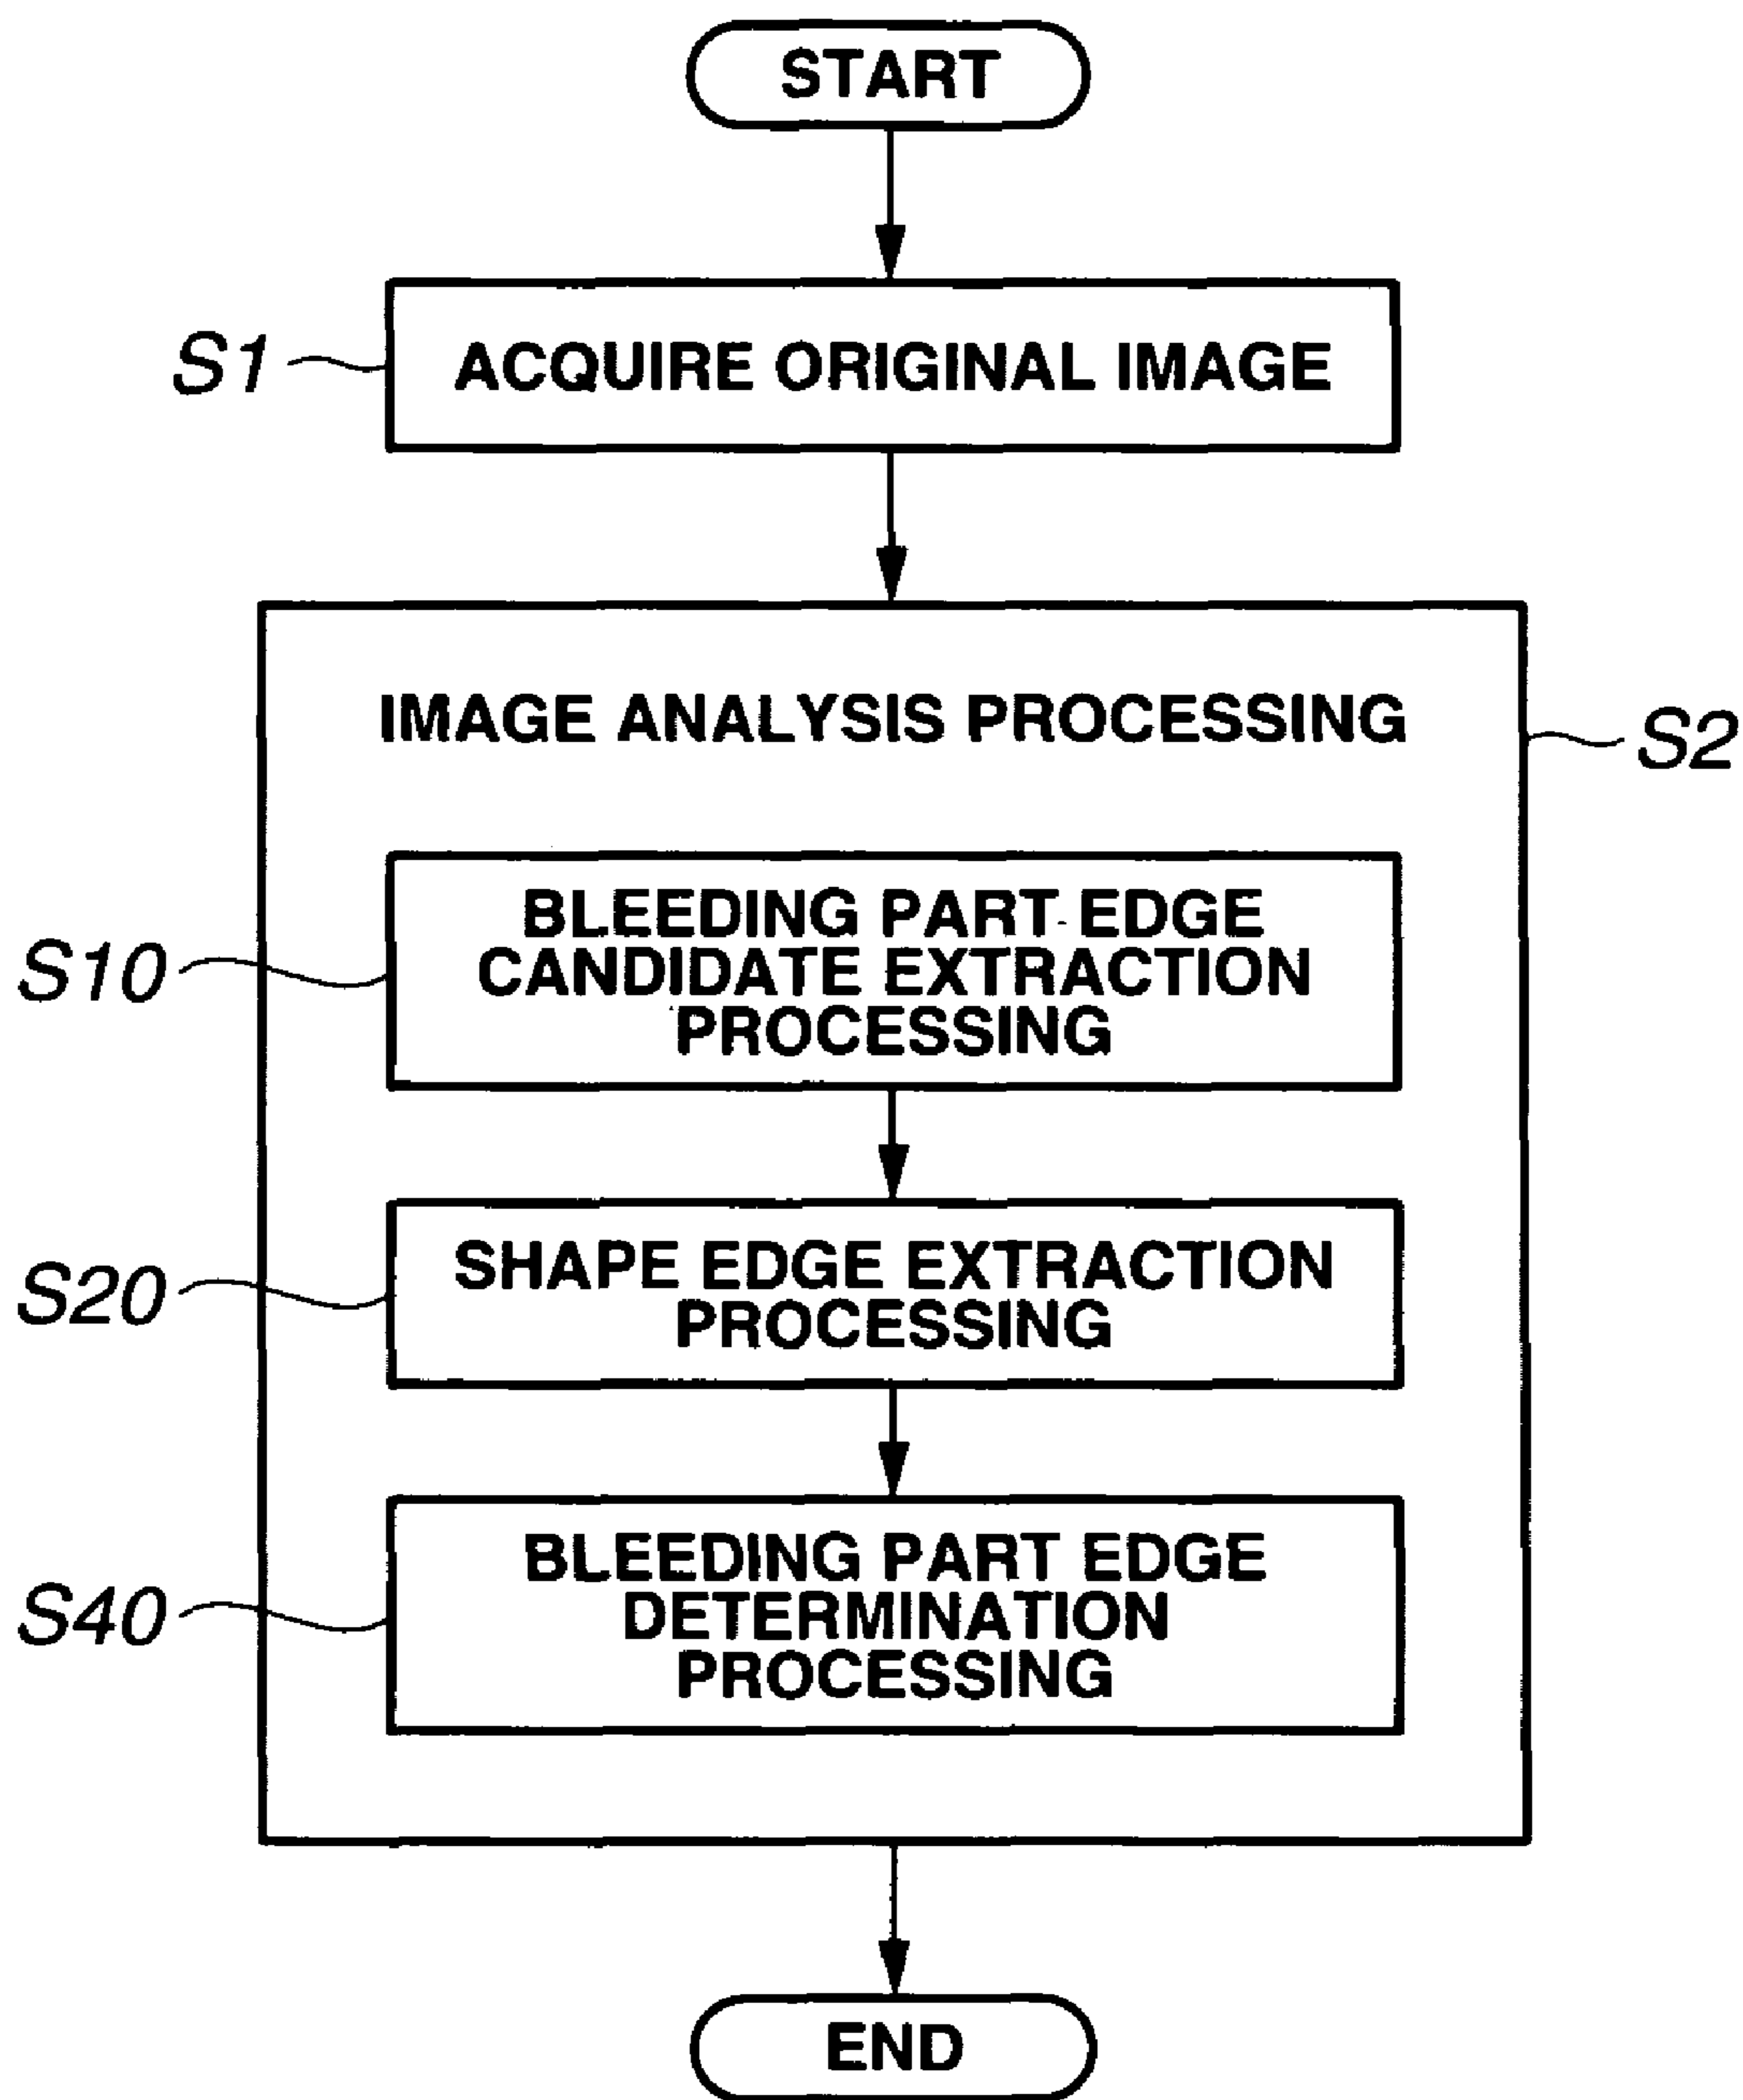 START
S1
ACQUIRE ORIGINAL IMAGE
IMAGE ANALYSIS PROCESSING
S2
S10
BLEEDING PART EDGE
CANDIDATE EXTRACTION
PROCESSING
S20
SHAPE EDGE EXTRACTION
PROCESSING
S40
BLEEDING PART EDGE
DETERMINATION
PROCESSING
END